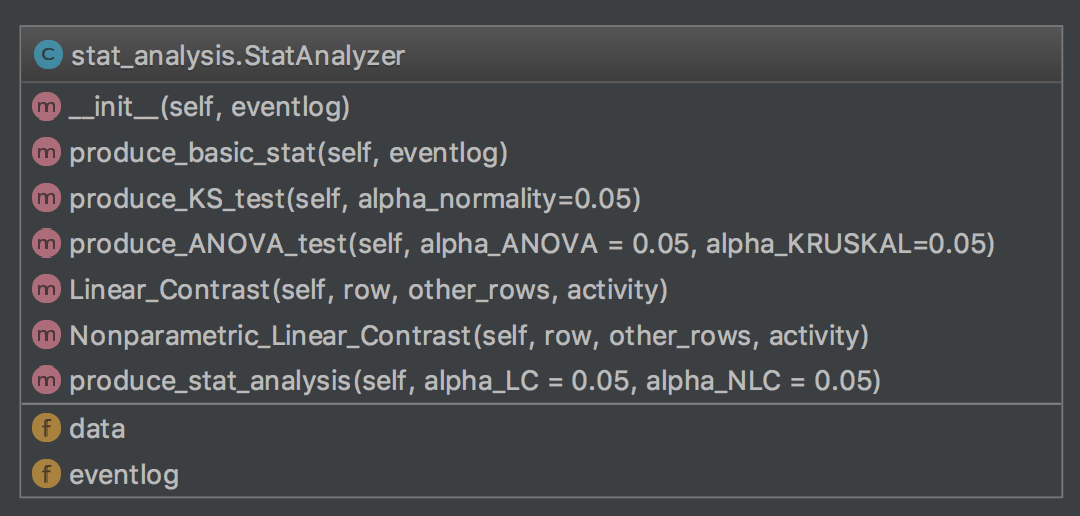 C stat_analysis.StatAnalyzer
m __init__(self, eventlog)
m produce_basic_stat(self, eventlog)
m produce_KS_test(self, alpha_normality=0.05)
m produce_ANOVA_test(self, alpha_ANOVA = 0.05, alpha_KRUSKAL=0.05)
m Linear_Contrast(self, row, other_rows, activity)
m Nonparametric_Linear_Contrast(self, row, other_rows, activity)
m produce_stat_analysis(self, alpha_LC = 0.05, alpha_NLC = 0.05)
f data
f eventlog